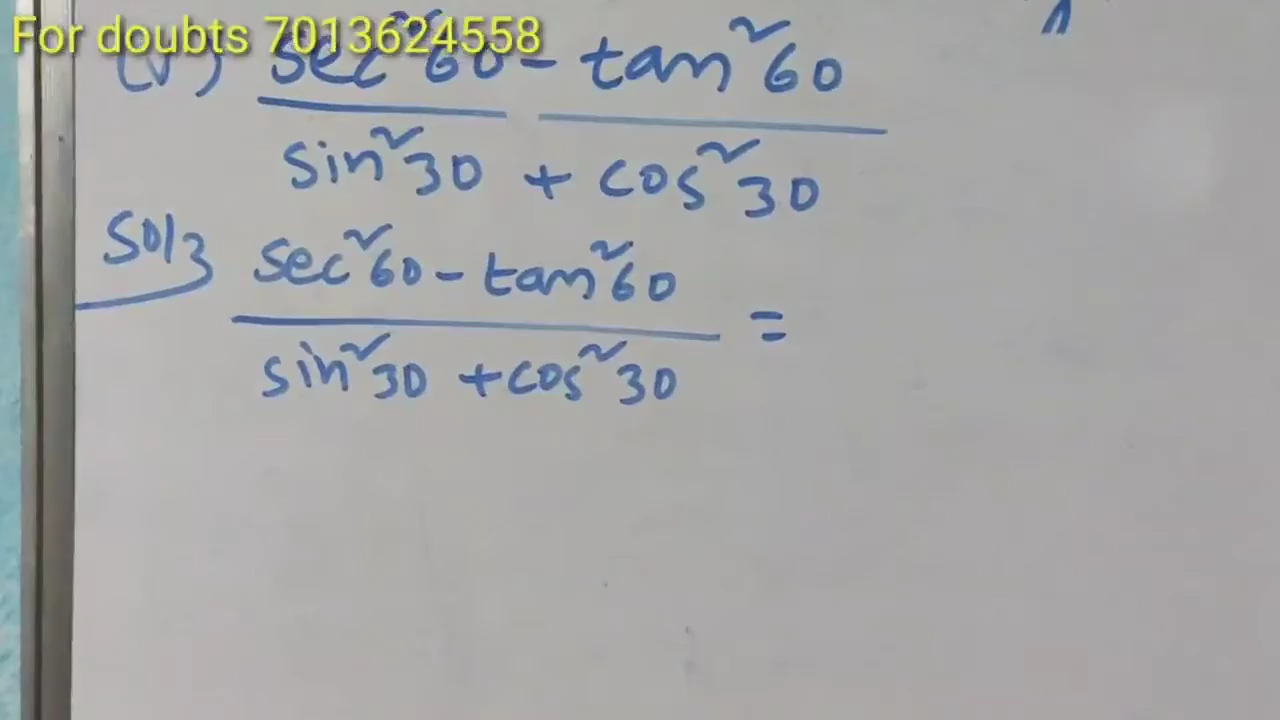 For doubts 7013624558
(v) sec²60 - tan²60
sin²30 + cos²30
Sol:
sec²60 - tan²60
sin²30 + cos²30
=